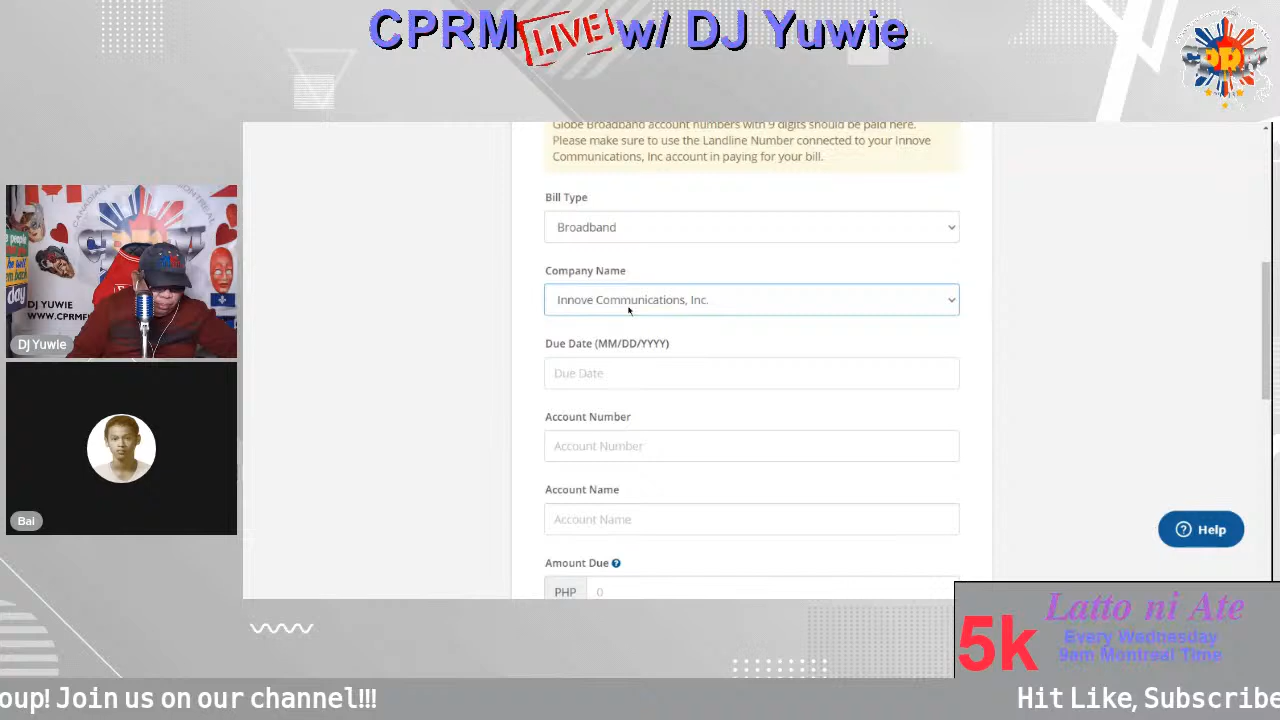 CPRM LIVE! w/ DJ Yuwie
CPRM
Globe Broadband account numbers with 9 digits should be paid here.
Please make sure to use the Landline Number connected to your Innove
Communications, Inc account in paying for your bill.
Bill Type
Broadband
Company Name
Innove Communications, Inc.
Due Date (MM/DD/YYYY)
Due Date
Account Number
Account Number
Account Name
Account Name
Amount Due ?
PHP 0
? Help
DJ YUWIE
DJ Yuwie
Bai
5k
Latto ni Ate
Every Wednesday
9am Montreal Time
oup! Join us on our channel!!!
Hit Like, Subscribe